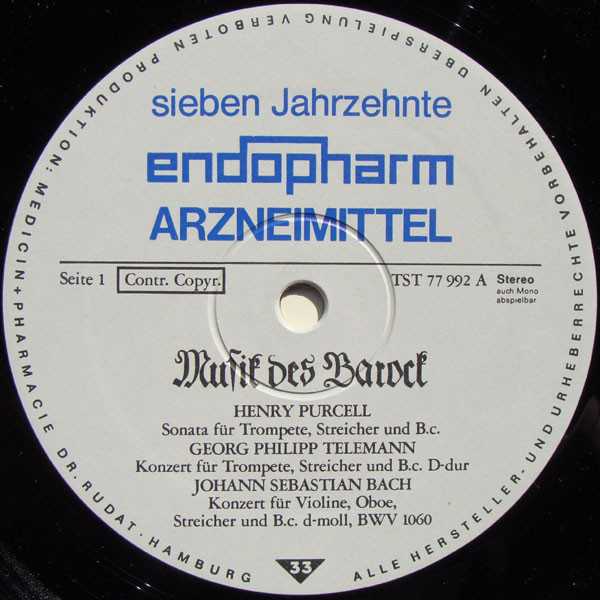 sieben Jahrzehnte
endopharm
ARZNEIMITTEL
Seite 1 Contr. Copyr. TST 77 992 A Stereo
auch Mono
abspielbar
Musik des Barock
HENRY PURCELL
Sonata für Trompete, Streicher und B.c.
GEORG PHILIPP TELEMANN
Konzert für Trompete, Streicher und B.c. D-dur
JOHANN SEBASTIAN BACH
Konzert für Violine, Oboe,
Streicher und B.c. d-moll, BWV 1060
33
PRODUKTION: MEDICIN + PHARMACIE DR. RUDAT · HAMBURG
ALLE HERSTELLER- UND URHEBERRECHTE VORBEHALTEN ÜBERSPIELUNG VERBOTEN